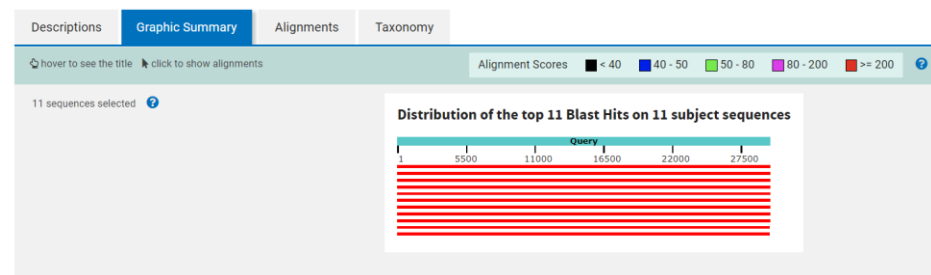 Descriptions Graphic Summary Alignments Taxonomy
hover to see the title click to show alignments Alignment Scores < 40 40 - 50 50 - 80 80 - 200 >= 200 ?
11 sequences selected ?
Distribution of the top 11 Blast Hits on 11 subject sequences
Query
1 5500 11000 16500 22000 27500